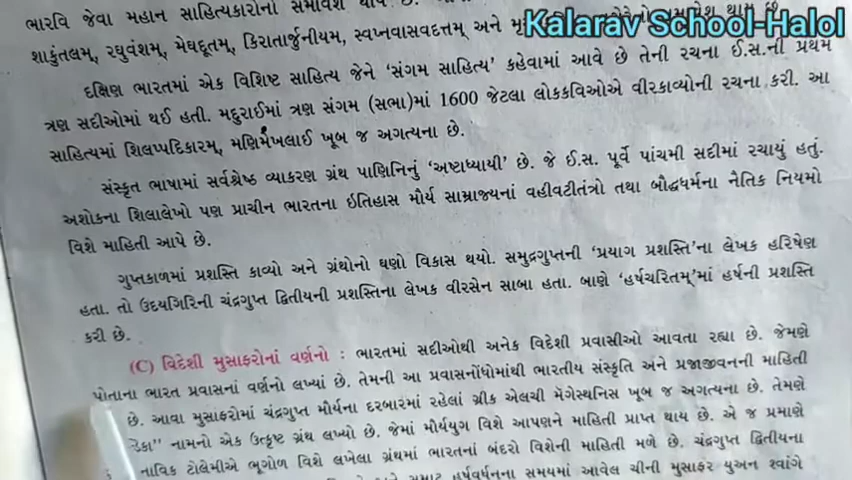 ભારવિ જેવા મહાન સાહિત્યકારોનો સમાવેશ થાય છે.
Kalarav School-Halol
શાકુંતલમ્, રઘુવંશમ્, મેઘદૂતમ્, કિરાતાર્જુનીયમ, સ્વપ્નવાસવદત્તમ્ અને
દક્ષિણ ભારતમાં એક વિશિષ્ટ સાહિત્ય જેને ‘સંગમ સાહિત્ય’ કહેવામાં આવે છે તેની રચના ઈ.સ.ની પ્રથમ
ત્રણ સદીઓમાં થઈ હતી. મદુરાઈમાં ત્રણ સંગમ (સભા)માં 1600 જેટલા લોકકવિઓએ વીરકાવ્યોની રચના કરી. આ
સાહિત્યમાં શિલપ્પદિકારમ્, મણિમેખલાઈ ખૂબ જ અગત્યના છે.
સંસ્કૃત ભાષામાં સર્વશ્રેષ્ઠ વ્યાકરણ ગ્રંથ પાણિનિનું ‘અષ્ટાધ્યાયી’ છે. જે ઈ.સ. પૂર્વે પાંચમી સદીમાં રચાયું હતું.
અશોકના શિલાલેખો પણ પ્રાચીન ભારતના ઇતિહાસ મૌર્ય સામ્રાજ્યનાં વહીવટીતંત્રો તથા બૌદ્ધધર્મના નૈતિક નિયમો
વિશે માહિતી આપે છે.
ગુપ્તકાળમાં પ્રશસ્તિ કાવ્યો અને ગ્રંથોનો ઘણો વિકાસ થયો. સમુદ્રગુપ્તની ‘પ્રયાગ પ્રશસ્તિ’ના લેખક હરિષેણ
હતા. તો ઉદયગિરિની ચંદ્રગુપ્ત દ્વિતીયની પ્રશસ્તિના લેખક વીરસેન સાબા હતા. બાણે ‘હર્ષચરિતમ્’માં હર્ષની પ્રશસ્તિ
કરી છે.
(C) વિદેશી મુસાફરોનાં વર્ણનો : ભારતમાં સદીઓથી અનેક વિદેશી પ્રવાસીઓ આવતા રહ્યા છે. જેમણે
પોતાના ભારત પ્રવાસનાં વર્ણનો લખ્યાં છે. તેમની આ પ્રવાસનોંધોમાંથી ભારતીય સંસ્કૃતિ અને પ્રજાજીવનની માહિતી
છે. આવા મુસાફરોમાં ચંદ્રગુપ્ત મૌર્યના દરબારમાં રહેલાં ગ્રીક એલચી મૅગેસ્થનિસ ખૂબ જ અગત્યના છે. તેમણે
નામનો એક ઉત્કૃષ્ટ ગ્રંથ લખ્યો છે. જેમાં મૌર્યયુગ વિશે આપણને માહિતી પ્રાપ્ત થાય છે. એ જ પ્રમાણે
નાવિક ટોલેમીએ ભૂગોળ વિશે લખેલા ગ્રંથમાં ભારતનાં બંદરો વિશેની માહિતી મળે છે. ચંદ્રગુપ્ત દ્વિતીયના
સમ્રાટ હર્ષવર્ધનના સમયમાં આવેલ ચીની મુસાફર યુઅન શ્વાંગે